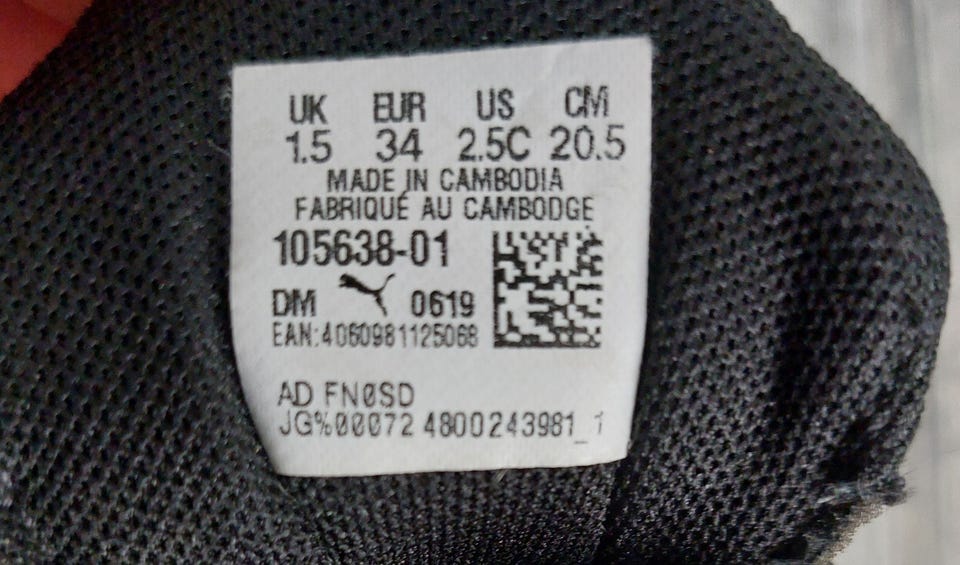 UK EUR US CM
1.5 34 2.5C 20.5
MADE IN CAMBODIA
FABRIQUÉ AU CAMBODGE
105638-01
DM 0619
EAN:4060981125068
AD FN0SD
JG%00072 4800243981_1